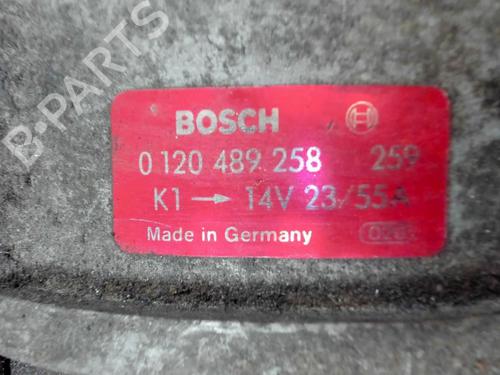 B-PARTS
BOSCH
0 120 489 258 259
K1 → 14V 23/55A
Made in Germany